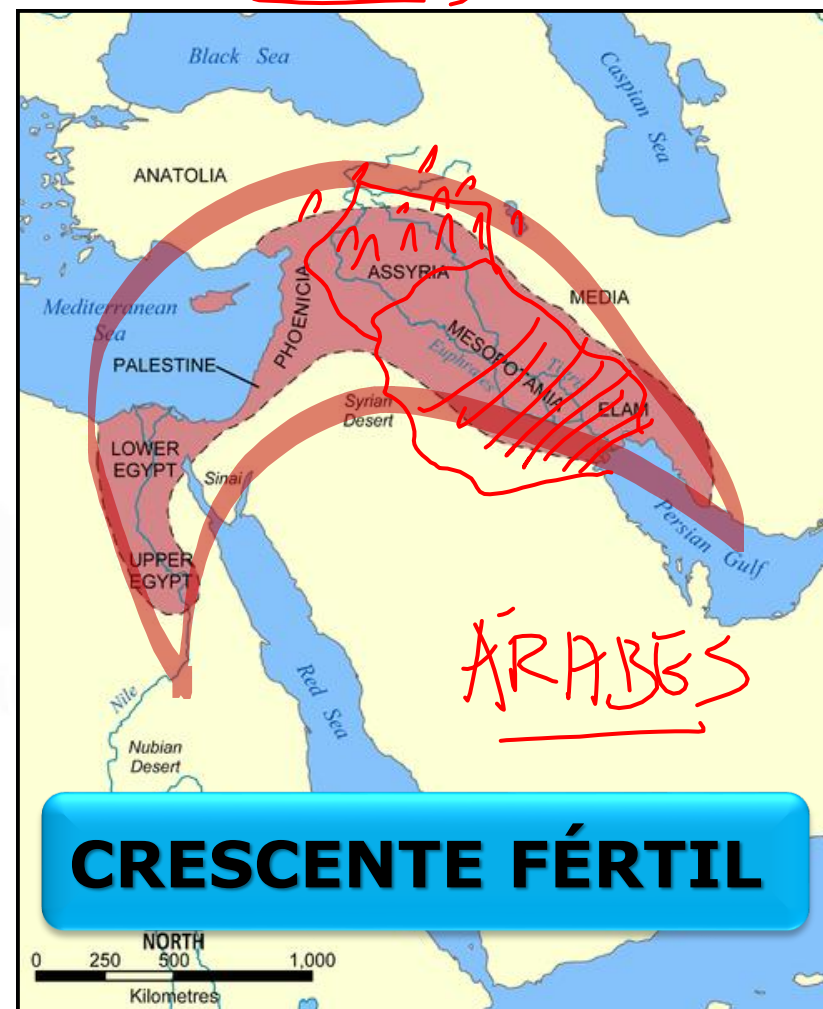 Black Sea
Caspian
Sea
ANATOLIA
ASSYRIA
MEDIA
Mediterranean
Sea
PHOENICIA
MESOPOTAMIA
Euphrates
Tigris
PALESTINE
ELAM
Syrian
Desert
LOWER
EGYPT
Sinai
Persian Gulf
UPPER
EGYPT
ÁRABES
Nile
Red Sea
Nubian
Desert
CRESCENTE FÉRTIL
NORTH
0 250 500 1,000
Kilometres